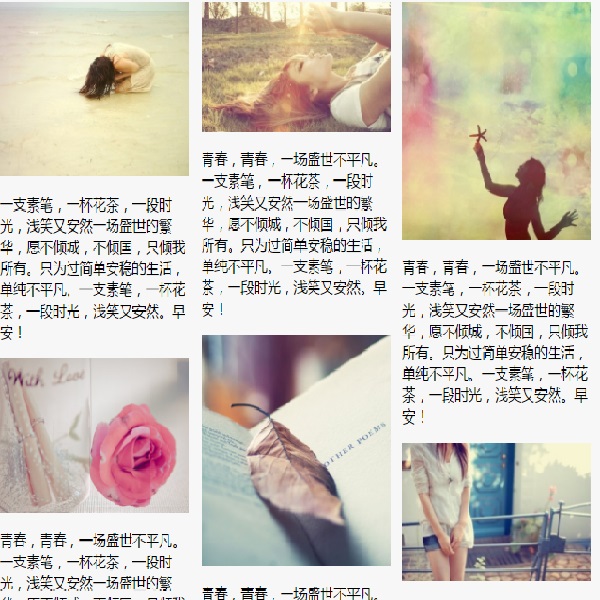 一支素笔，一杯花茶，一段时
光，浅笑又安然一场盛世的繁
华，愿不倾城，不倾国，只倾我
所有。只为过简单安稳的生活，
单纯不平凡。一支素笔，一杯花
茶，一段时光，浅笑又安然。早
安！
With Love
青春，青春，一场盛世不平凡。
一支素笔，一杯花茶，一段时
光，浅笑又安然一场盛世的繁
青春，青春，一场盛世不平凡。
一支素笔，一杯花茶，一段时
光，浅笑又安然一场盛世的繁
华，愿不倾城，不倾国，只倾我
所有。只为过简单安稳的生活，
单纯不平凡。一支素笔，一杯花
茶，一段时光，浅笑又安然。早
安！
OTHER POEMS
青春，青春，一场盛世不平凡。
青春，青春，一场盛世不平凡。
一支素笔，一杯花茶，一段时
光，浅笑又安然一场盛世的繁
华，愿不倾城，不倾国，只倾我
所有。只为过简单安稳的生活，
单纯不平凡。一支素笔，一杯花
茶，一段时光，浅笑又安然。早
安！